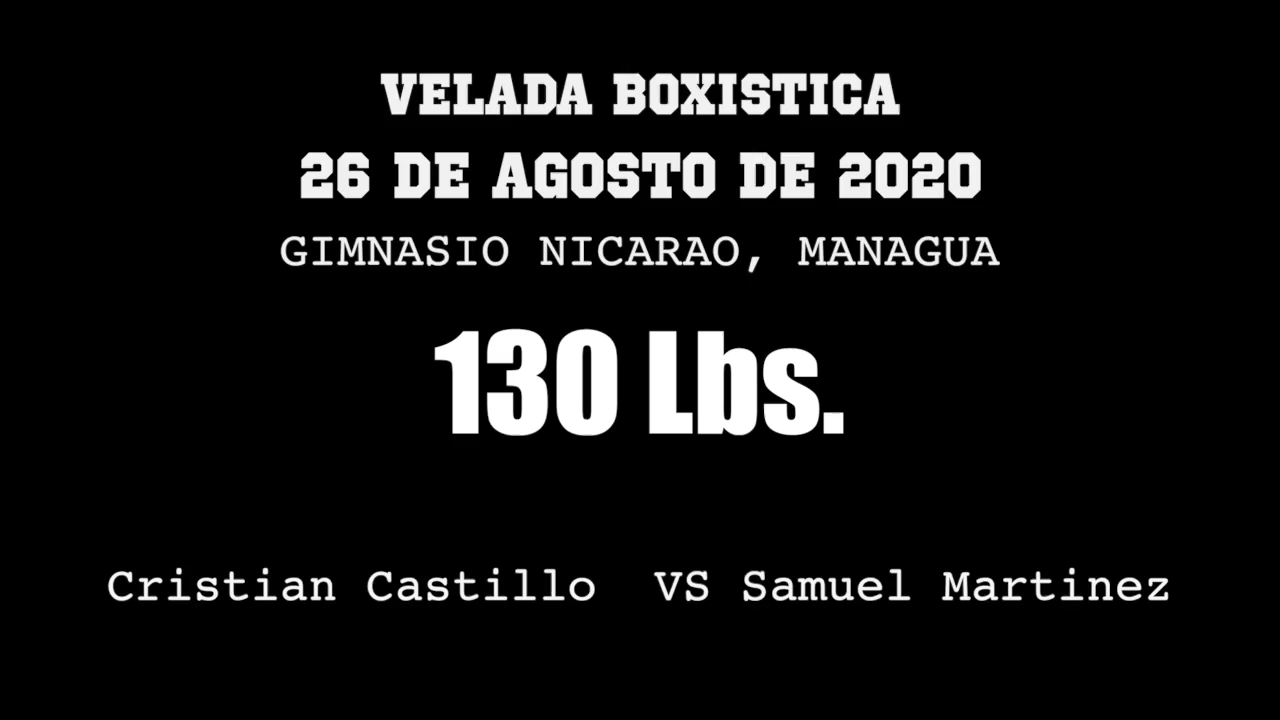 VELADA BOXISTICA
26 DE AGOSTO DE 2020
GIMNASIO NICARAO, MANAGUA
130 Lbs.
Cristian Castillo VS Samuel Martinez